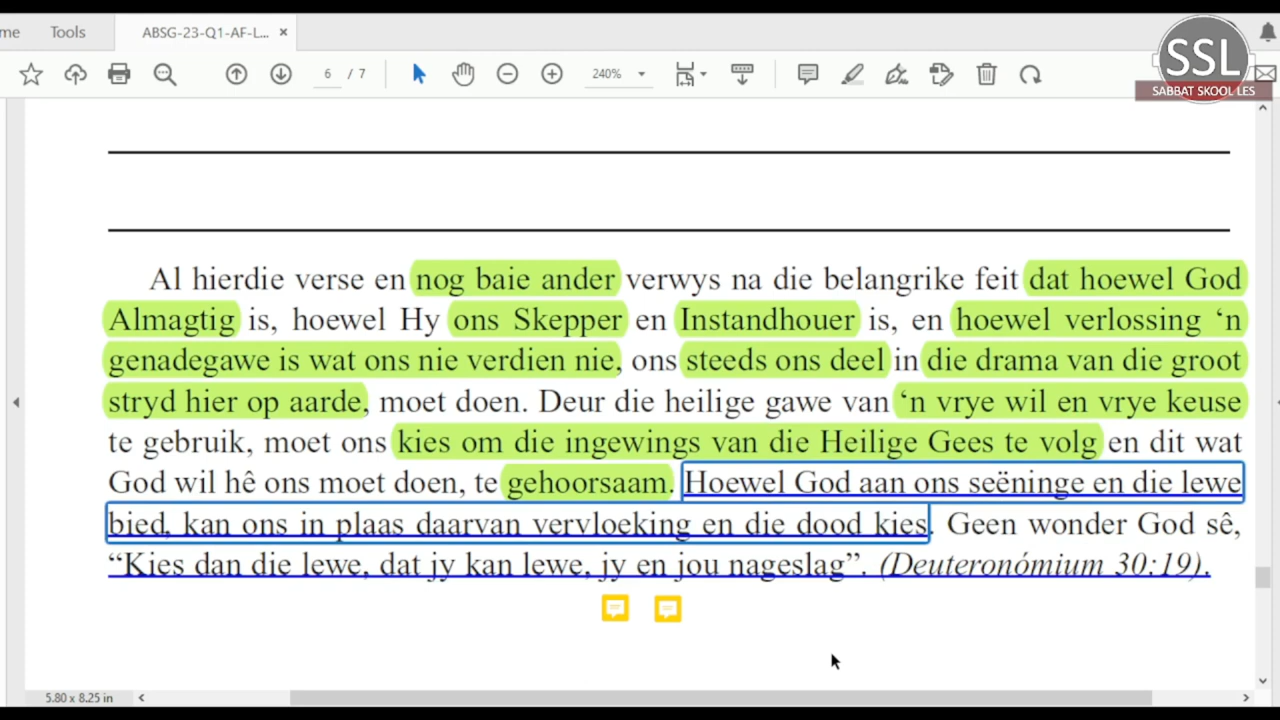 me Tools ABSG-23-Q1-AF-L... ×
SSL
SABBAT SKOOL LES
6 / 7 240%
Al hierdie verse en nog baie ander verwys na die belangrike feit dat hoewel God
Almagtig is, hoewel Hy ons Skepper en Instandhouer is, en hoewel verlossing ‘n
genadegawe is wat ons nie verdien nie, ons steeds ons deel in die drama van die groot
stryd hier op aarde, moet doen. Deur die heilige gawe van ‘n vrye wil en vrye keuse
te gebruik, moet ons kies om die ingewings van die Heilige Gees te volg en dit wat
God wil hê ons moet doen, te gehoorsaam. Hoewel God aan ons seëninge en die lewe
bied, kan ons in plaas daarvan vervloeking en die dood kies. Geen wonder God sê,
“Kies dan die lewe, dat jy kan lewe, jy en jou nageslag”. (Deuteronómium 30:19).
5.80 x 8.25 in